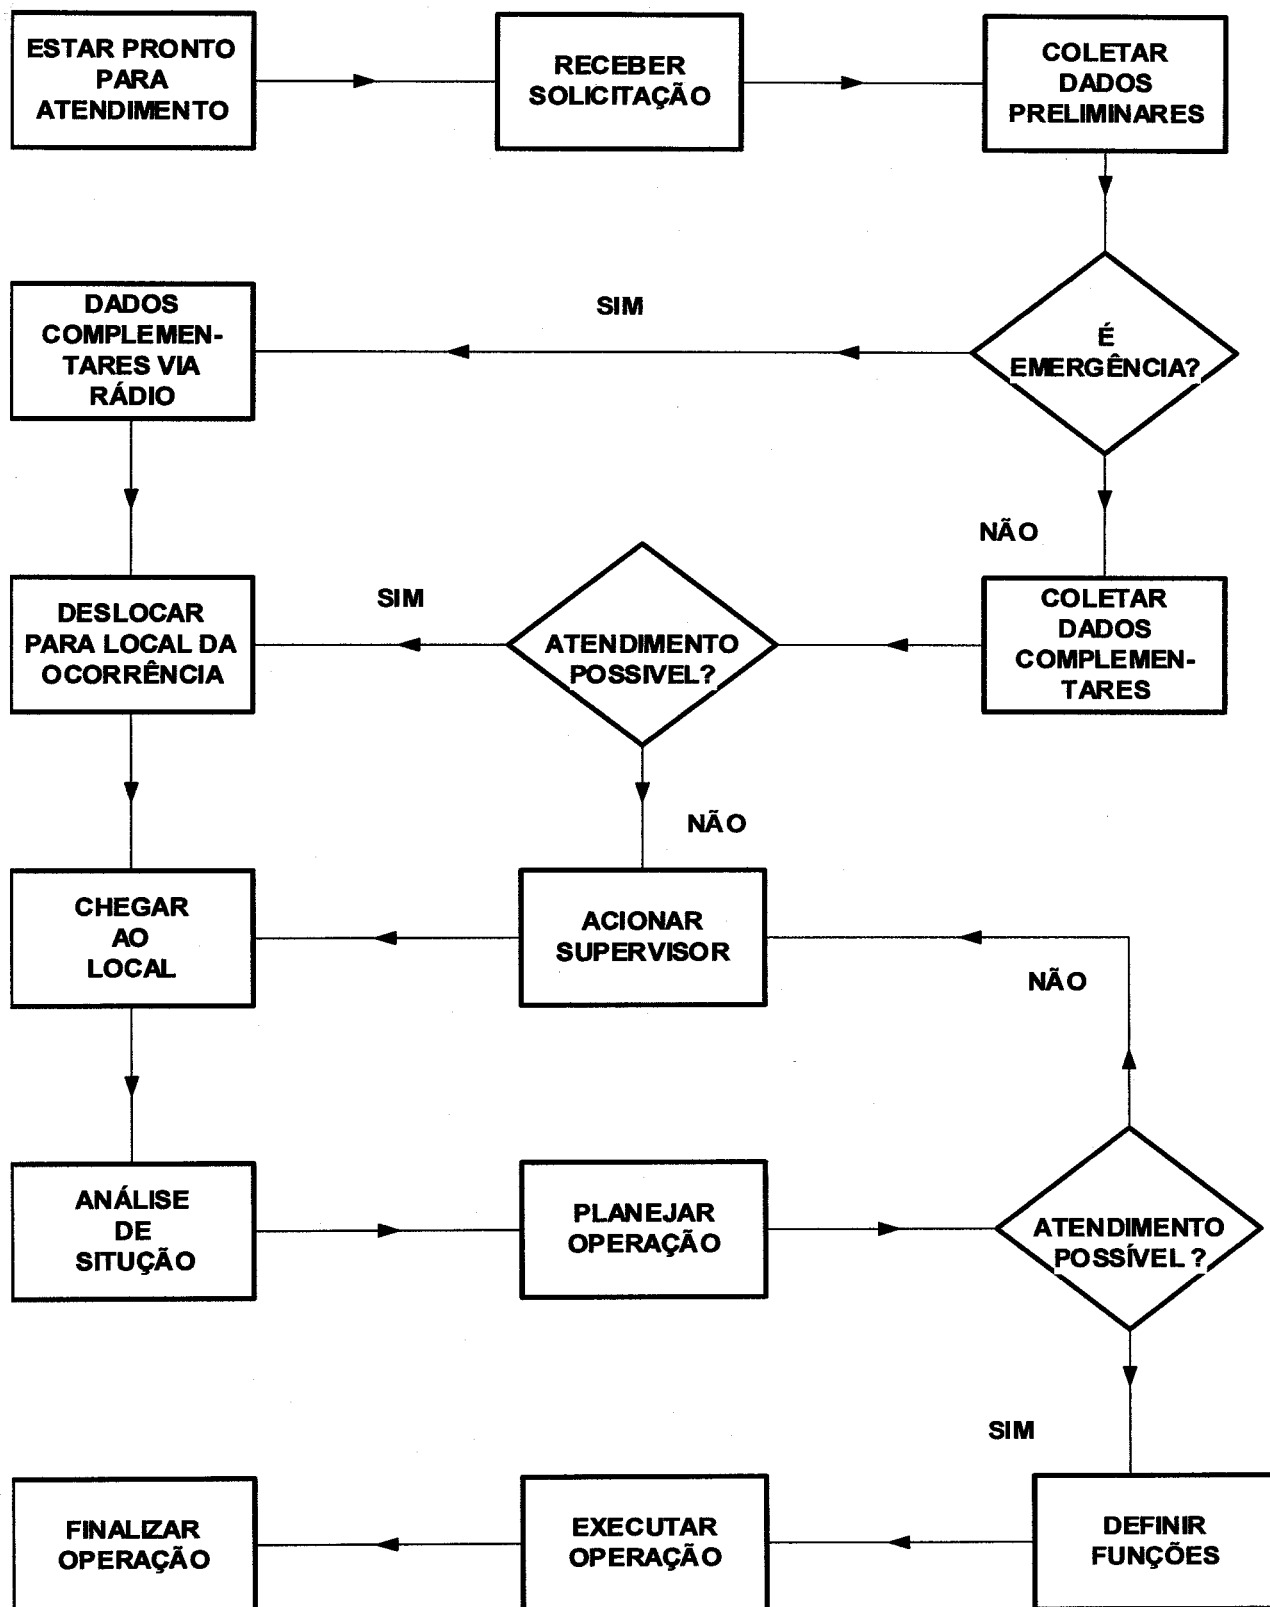 ESTAR PRONTO
PARA
ATENDIMENTO
RECEBER
SOLICITAÇÃO
COLETAR
DADOS
PRELIMINARES
DADOS
COMPLEMEN-
TARES VIA
RÁDIO
SIM
É
EMERGÊNCIA?
NÃO
DESLOCAR
PARA LOCAL DA
OCORRÊNCIA
SIM
ATENDIMENTO
POSSIVEL?
COLETAR
DADOS
COMPLEMEN-
TARES
NÃO
CHEGAR
AO
LOCAL
ACIONAR
SUPERVISOR
NÃO
ANÁLISE
DE
SITUÇÃO
PLANEJAR
OPERAÇÃO
ATENDIMENTO
POSSÍVEL ?
SIM
FINALIZAR
OPERAÇÃO
EXECUTAR
OPERAÇÃO
DEFINIR
FUNÇÕES